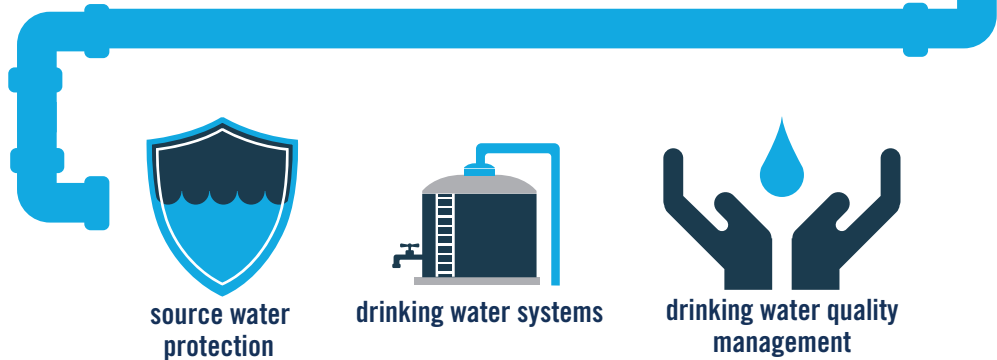 source water
protection
drinking water systems
drinking water quality
management